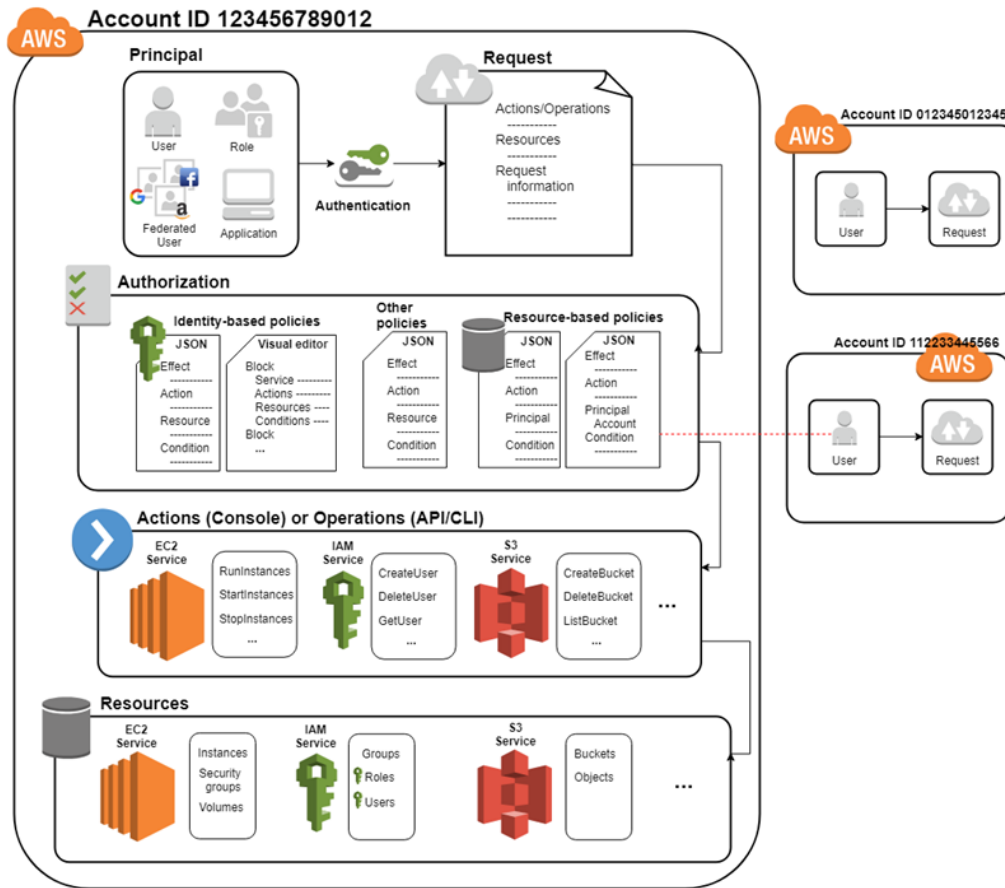 AWS
Account ID 123456789012
Principal
User
Role
G
f
a
Federated
User
Application
Authentication
Request
Actions/Operations
-----------
Resources
-----------
Request
information
-----------
-----------
Account ID 012345012345
AWS
User
Request
Authorization
Identity-based policies
JSON
Effect
-----------
Action
-----------
Resource
-----------
Condition
-----------
Visual editor
Block
Service ---------
Actions ---------
Resources ----
Conditions ----
Block
...
Other
policies
JSON
Effect
-----------
Action
-----------
Resource
-----------
Condition
-----------
Resource-based policies
JSON
Effect
-----------
Action
-----------
Principal
-----------
Condition
-----------
JSON
Effect
-----------
Action
-----------
Principal
Account
Condition
-----------
Account ID 112233445566
AWS
User
Request
Actions (Console) or Operations (API/CLI)
EC2
Service
RunInstances
StartInstances
StopInstances
...
IAM
Service
CreateUser
DeleteUser
GetUser
...
S3
Service
CreateBucket
DeleteBucket
ListBucket
...
...
Resources
EC2
Service
Instances
Security
groups
Volumes
IAM
Service
Groups
Roles
Users
S3
Service
Buckets
Objects
...